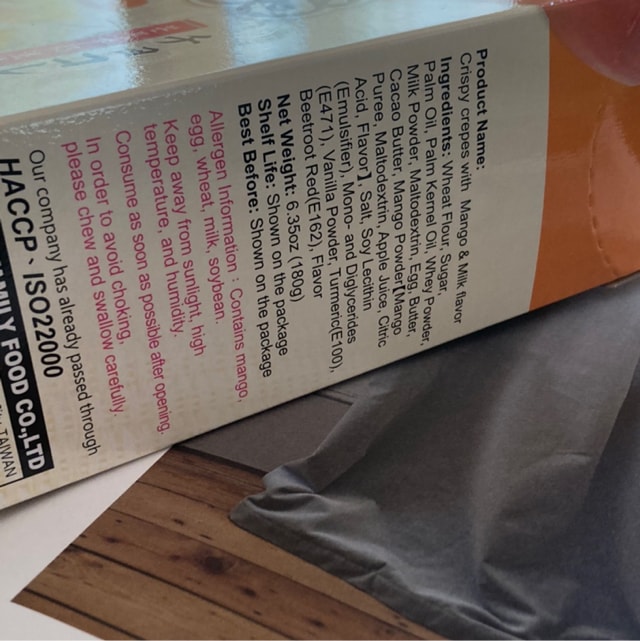 Product Name:
Crispy crepes with Mango & Milk flavor
Ingredients: Wheat Flour, Sugar,
Palm Oil, Palm Kernel Oil, Whey Powder,
Milk Powder, Maltodextrin, Egg, Butter,
Cacao Butter, Mango Powder【Mango
Puree, Maltodextrin, Apple Juice, Citric
Acid, Flavor】, Salt, Soy Lecithin
(Emulsifier), Mono- and Diglycerides
(E471), Vanilla Powder, Turmeric(E100),
Beetroot Red(E162), Flavor
Net Weight: 6.35oz (180g)
Shelf Life: Shown on the package
Best Before: Shown on the package
Allergen Information : Contains mango,
egg, wheat, milk, soybean.
Keep away from sunlight, high
temperature, and humidity.
Consume as soon as possible after opening.
In order to avoid choking,
please chew and swallow carefully.
Our company has already passed through
HACCP、ISO22000
FOOD CO.,LTD
TAIWAN